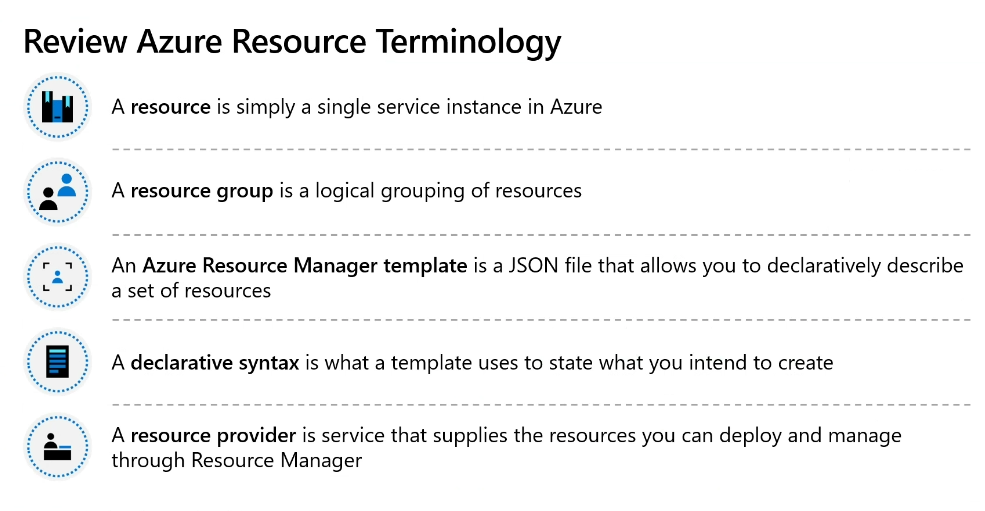 Review Azure Resource Terminology
A resource is simply a single service instance in Azure
A resource group is a logical grouping of resources
An Azure Resource Manager template is a JSON file that allows you to declaratively describe
a set of resources
A declarative syntax is what a template uses to state what you intend to create
A resource provider is service that supplies the resources you can deploy and manage
through Resource Manager